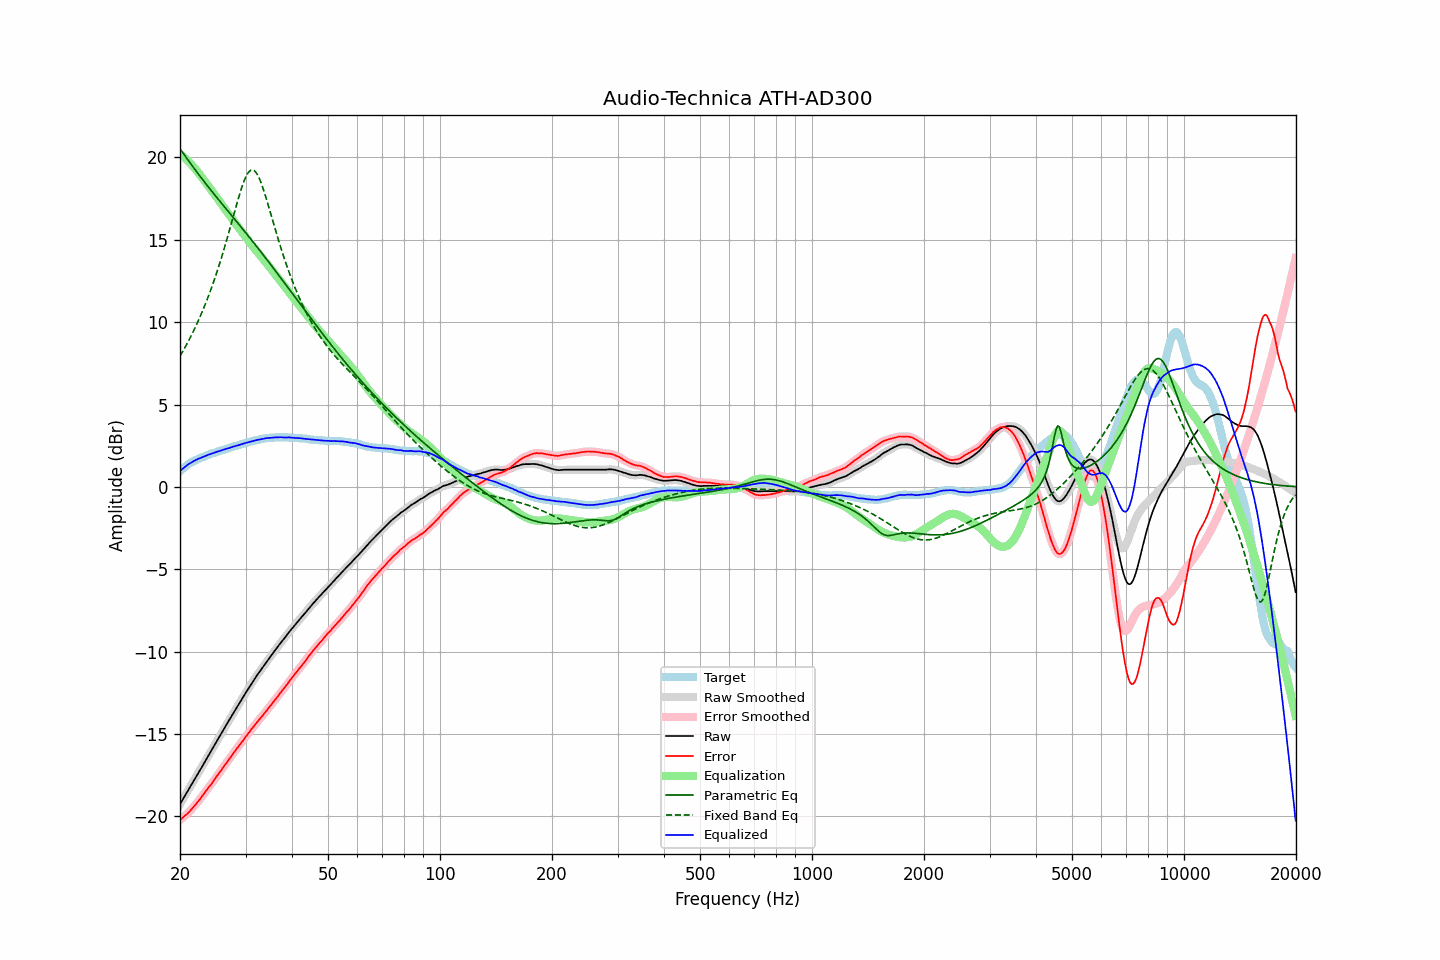 Audio-Technica ATH-AD300
Amplitude (dBr)
20
15
10
5
0
−5
−10
−15
−20
Target
Raw Smoothed
Error Smoothed
Raw
Error
Equalization
Parametric Eq
Fixed Band Eq
Equalized
20
50
100
200
500
1000
2000
5000
10000
20000
Frequency (Hz)